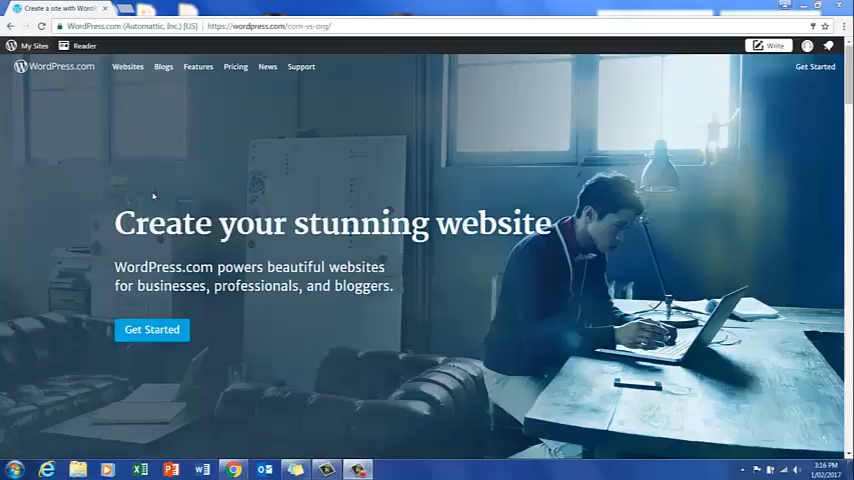 Create a site with WordP
WordPress.com (Automattic, Inc.) [US] https://wordpress.com/com-vs-org/
My Sites Reader Write
WordPress.com Websites Blogs Features Pricing News Support Get Started
Create your stunning website
WordPress.com powers beautiful websites
for businesses, professionals, and bloggers.
Get Started
3:16 PM
1/02/2017